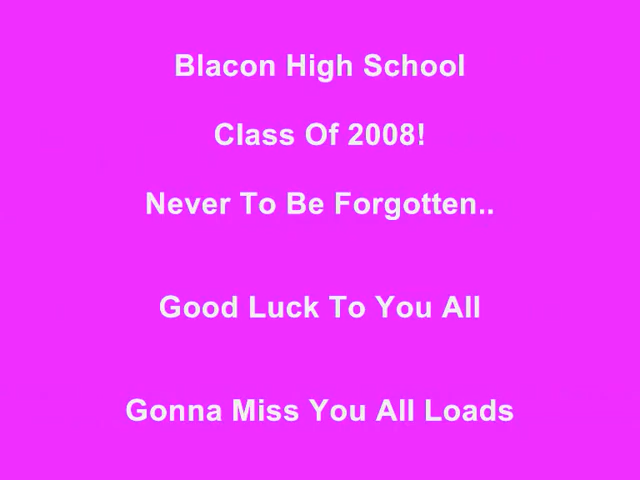 Blacon High School
Class Of 2008!
Never To Be Forgotten..
Good Luck To You All
Gonna Miss You All Loads